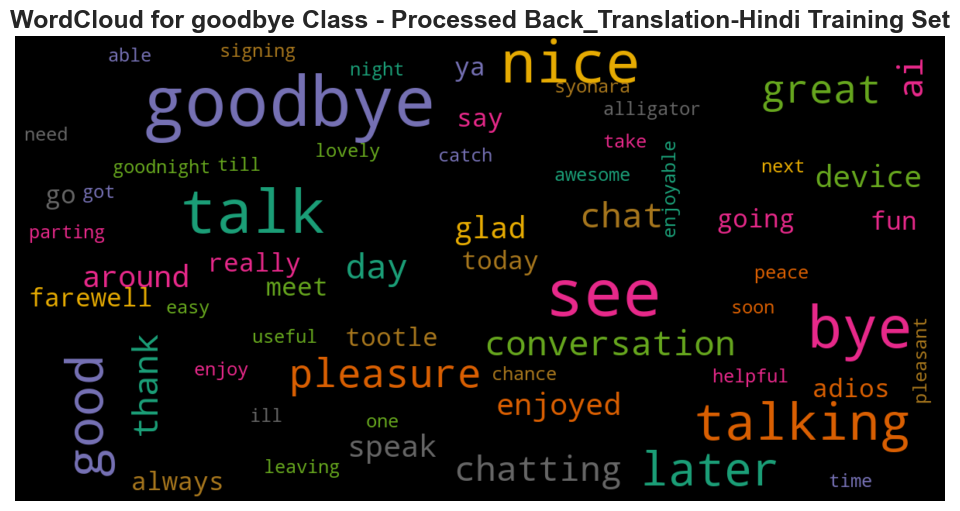 WordCloud for goodbye Class - Processed Back_Translation-Hindi Training Set
able
signing
night
ya
nice
syonara
great
ai
goodbye
say
alligator
need
lovely
catch
take
enjoyable
goodnight
till
awesome
next
device
go
got
talk
chat
going
fun
parting
glad
around
really
day
today
see
peace
farewell
meet
easy
soon
bye
useful
tootle
conversation
pleasant
good
thank
enjoy
pleasure
chance
helpful
adios
ill
one
enjoyed
talking
speak
always
leaving
chatting
later
time